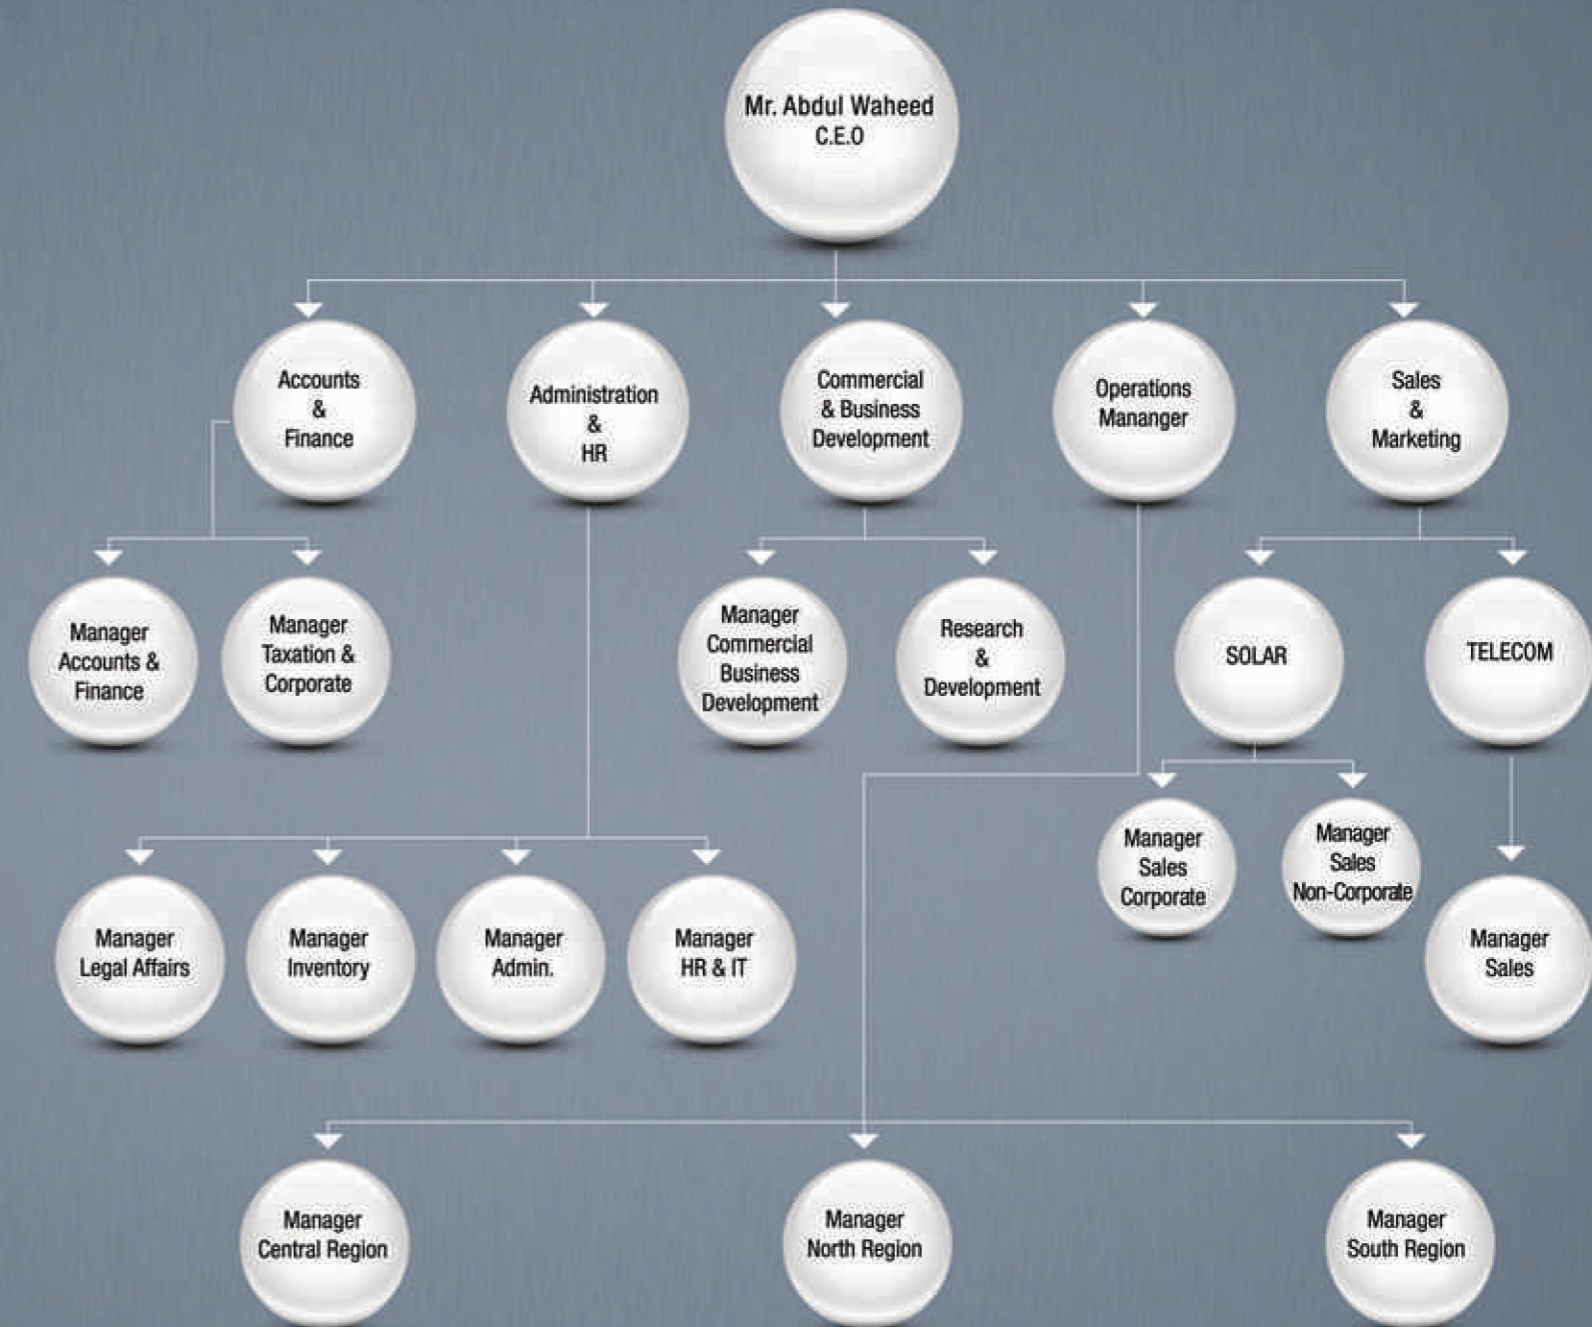 Mr. Abdul Waheed
C.E.O
Accounts
&
Finance
Administration
&
HR
Commercial
& Business
Development
Operations
Mananger
Sales
&
Marketing
Manager
Accounts &
Finance
Manager
Taxation &
Corporate
Manager
Commercial
Business
Development
Research
&
Development
SOLAR
TELECOM
Manager
Sales
Corporate
Manager
Sales
Non-Corporate
Manager
Legal Affairs
Manager
Inventory
Manager
Admin.
Manager
HR & IT
Manager
Sales
Manager
Central Region
Manager
North Region
Manager
South Region